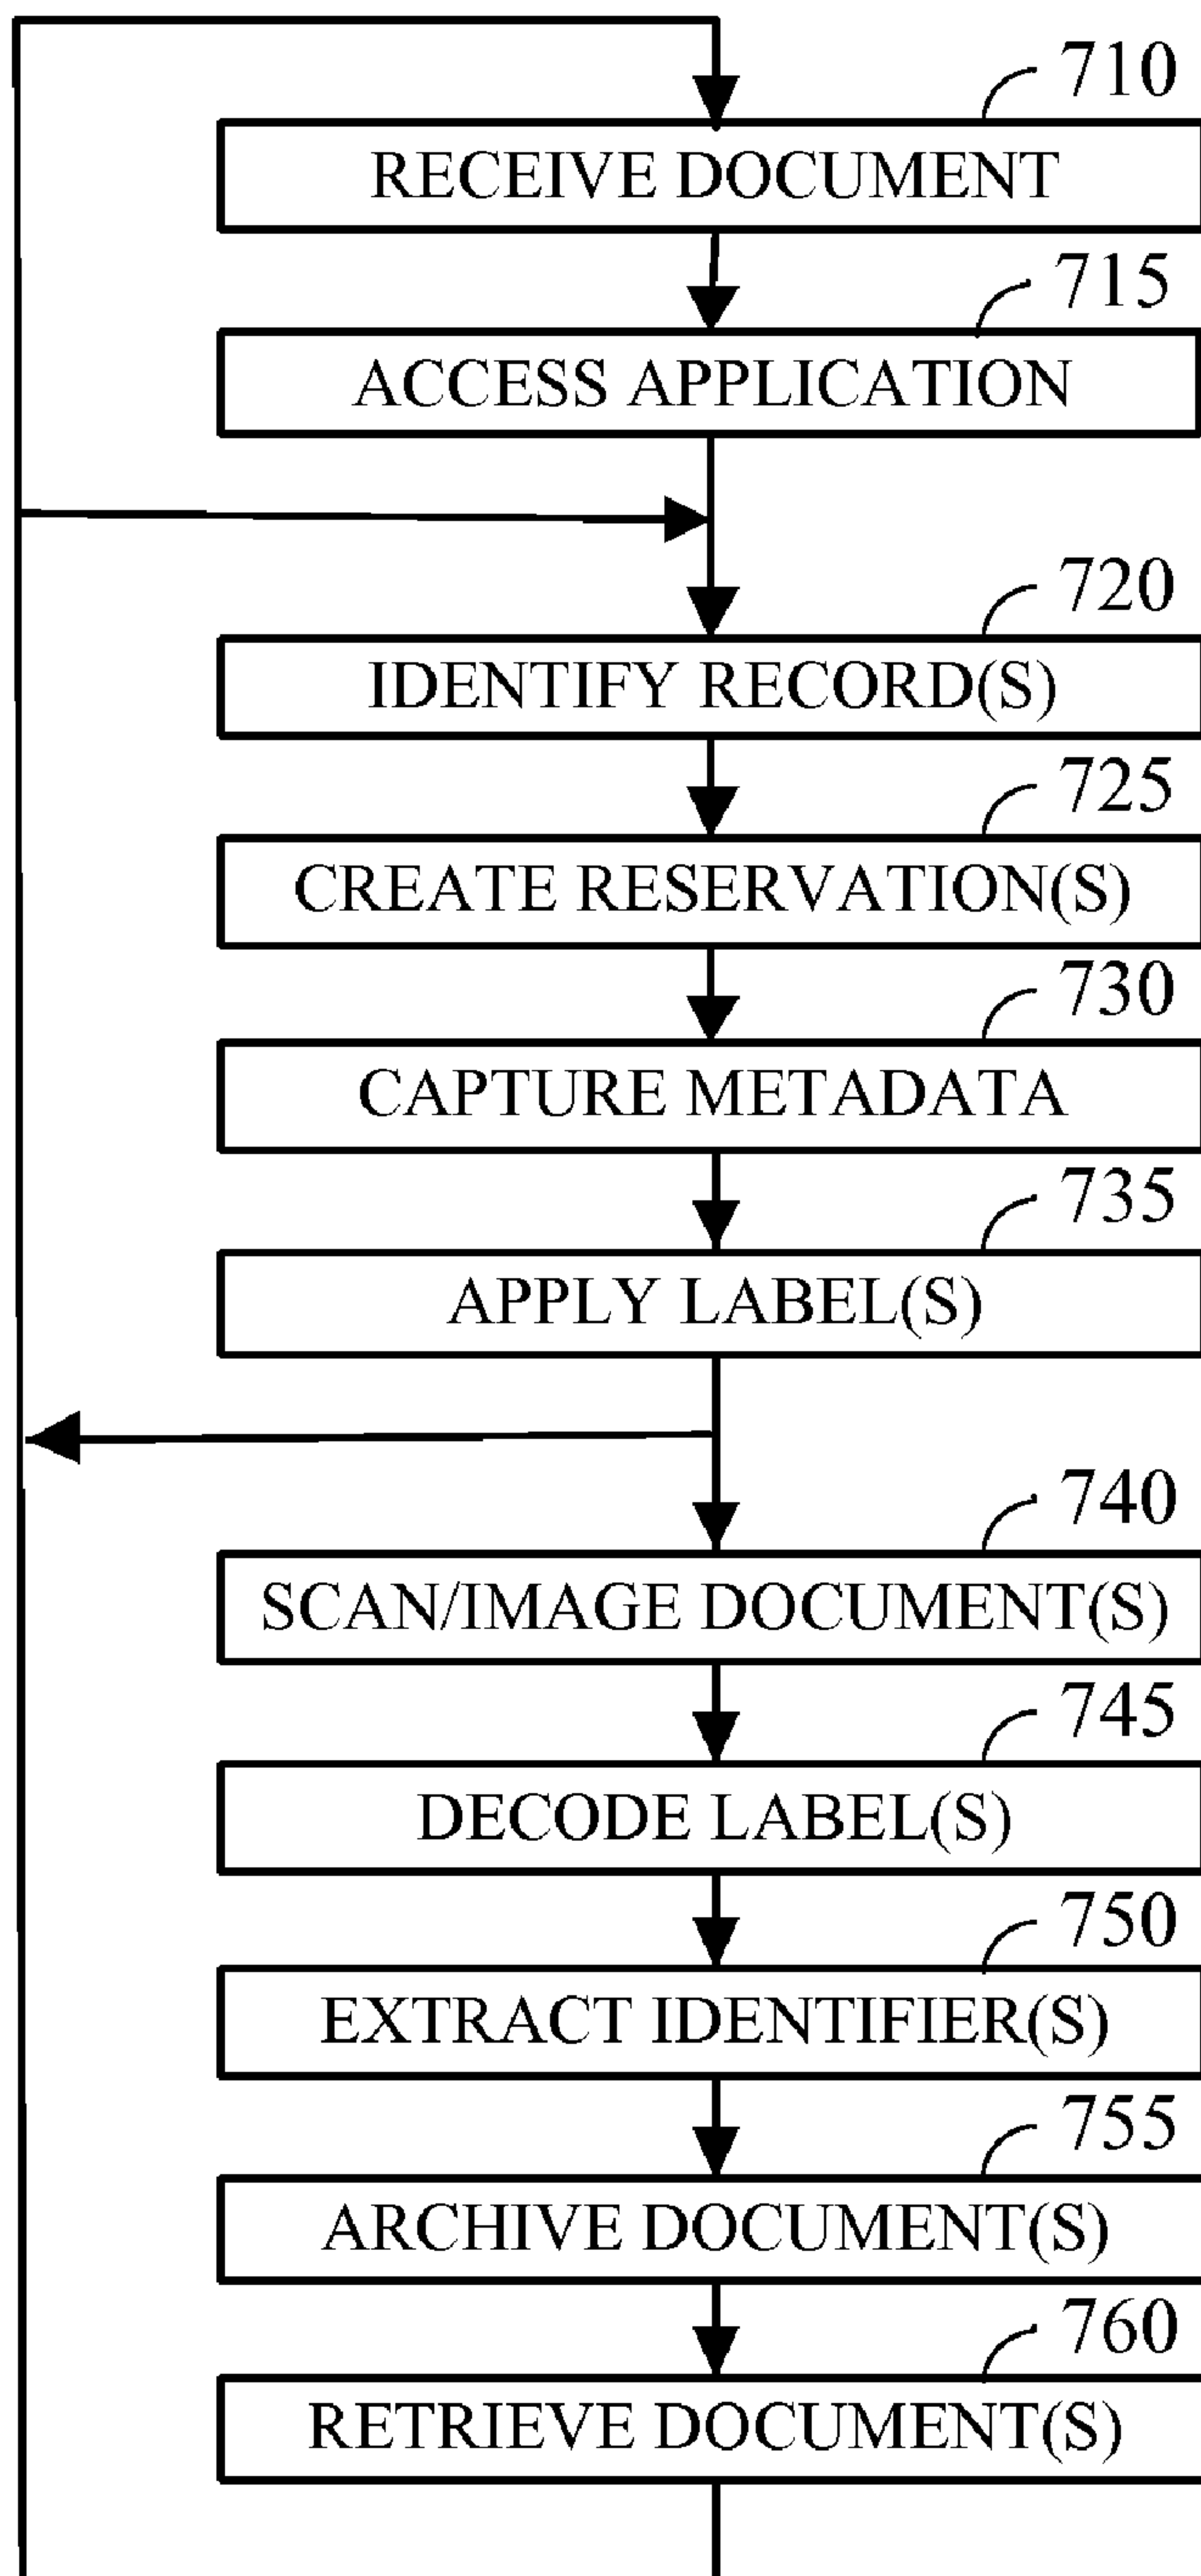 710
RECEIVE DOCUMENT
715
ACCESS APPLICATION
720
IDENTIFY RECORD(S)
725
CREATE RESERVATION(S)
730
CAPTURE METADATA
735
APPLY LABEL(S)
740
SCAN/IMAGE DOCUMENT(S)
745
DECODE LABEL(S)
750
EXTRACT IDENTIFIER(S)
755
ARCHIVE DOCUMENT(S)
760
RETRIEVE DOCUMENT(S)